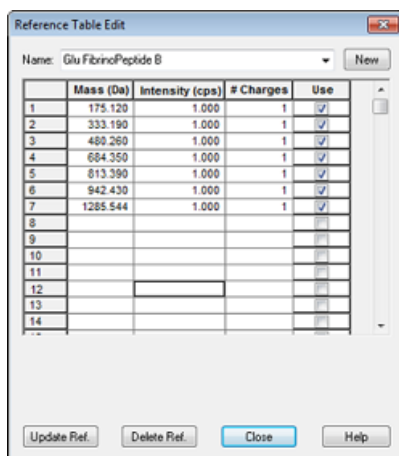 Reference Table Edit
Name: Glu FibrinoPeptide B New
Mass (Da) Intensity (cps) # Charges Use
1 175.120 1.000 1
2 333.190 1.000 1
3 480.260 1.000 1
4 684.350 1.000 1
5 813.390 1.000 1
6 942.430 1.000 1
7 1285.544 1.000 1
8
9
10
11
12
13
14
Update Ref. Delete Ref. Close Help